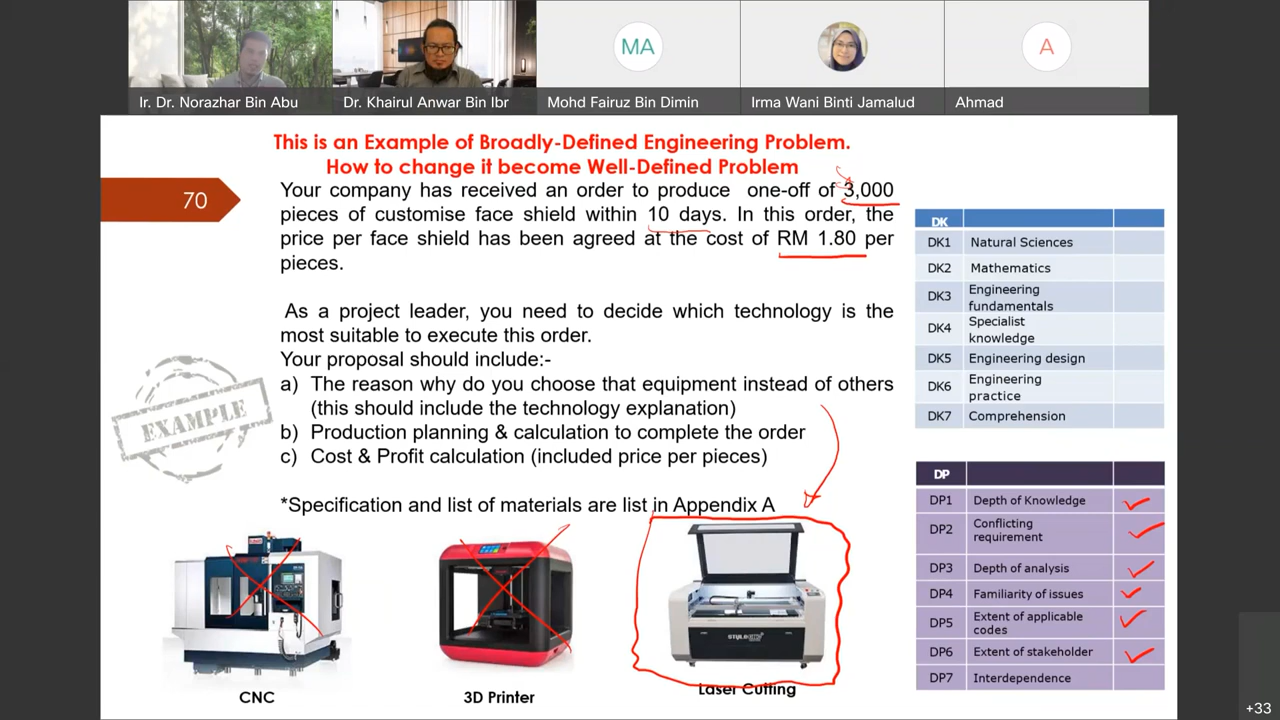 MA
A
Ir. Dr. Norazhar Bin Abu
Dr. Khairul Anwar Bin Ibr
Mohd Fairuz Bin Dimin
Irma Wani Binti Jamalud
Ahmad
This is an Example of Broadly-Defined Engineering Problem.
How to change it become Well-Defined Problem
70
Your company has received an order to produce one-off of 3,000
pieces of customise face shield within 10 days. In this order, the
price per face shield has been agreed at the cost of RM 1.80 per
pieces.
As a project leader, you need to decide which technology is the
most suitable to execute this order.
Your proposal should include:-
a) The reason why do you choose that equipment instead of others
(this should include the technology explanation)
b) Production planning & calculation to complete the order
c) Cost & Profit calculation (included price per pieces)
*Specification and list of materials are list in Appendix A
EXAMPLE
CNC
3D Printer
Laser Cutting
DK
DK1 Natural Sciences
DK2 Mathematics
DK3 Engineering
fundamentals
DK4 Specialist
knowledge
DK5 Engineering design
DK6 Engineering
practice
DK7 Comprehension
DP
DP1 Depth of Knowledge
DP2 Conflicting
requirement
DP3 Depth of analysis
DP4 Familiarity of issues
DP5 Extent of applicable
codes
DP6 Extent of stakeholder
DP7 Interdependence
+33